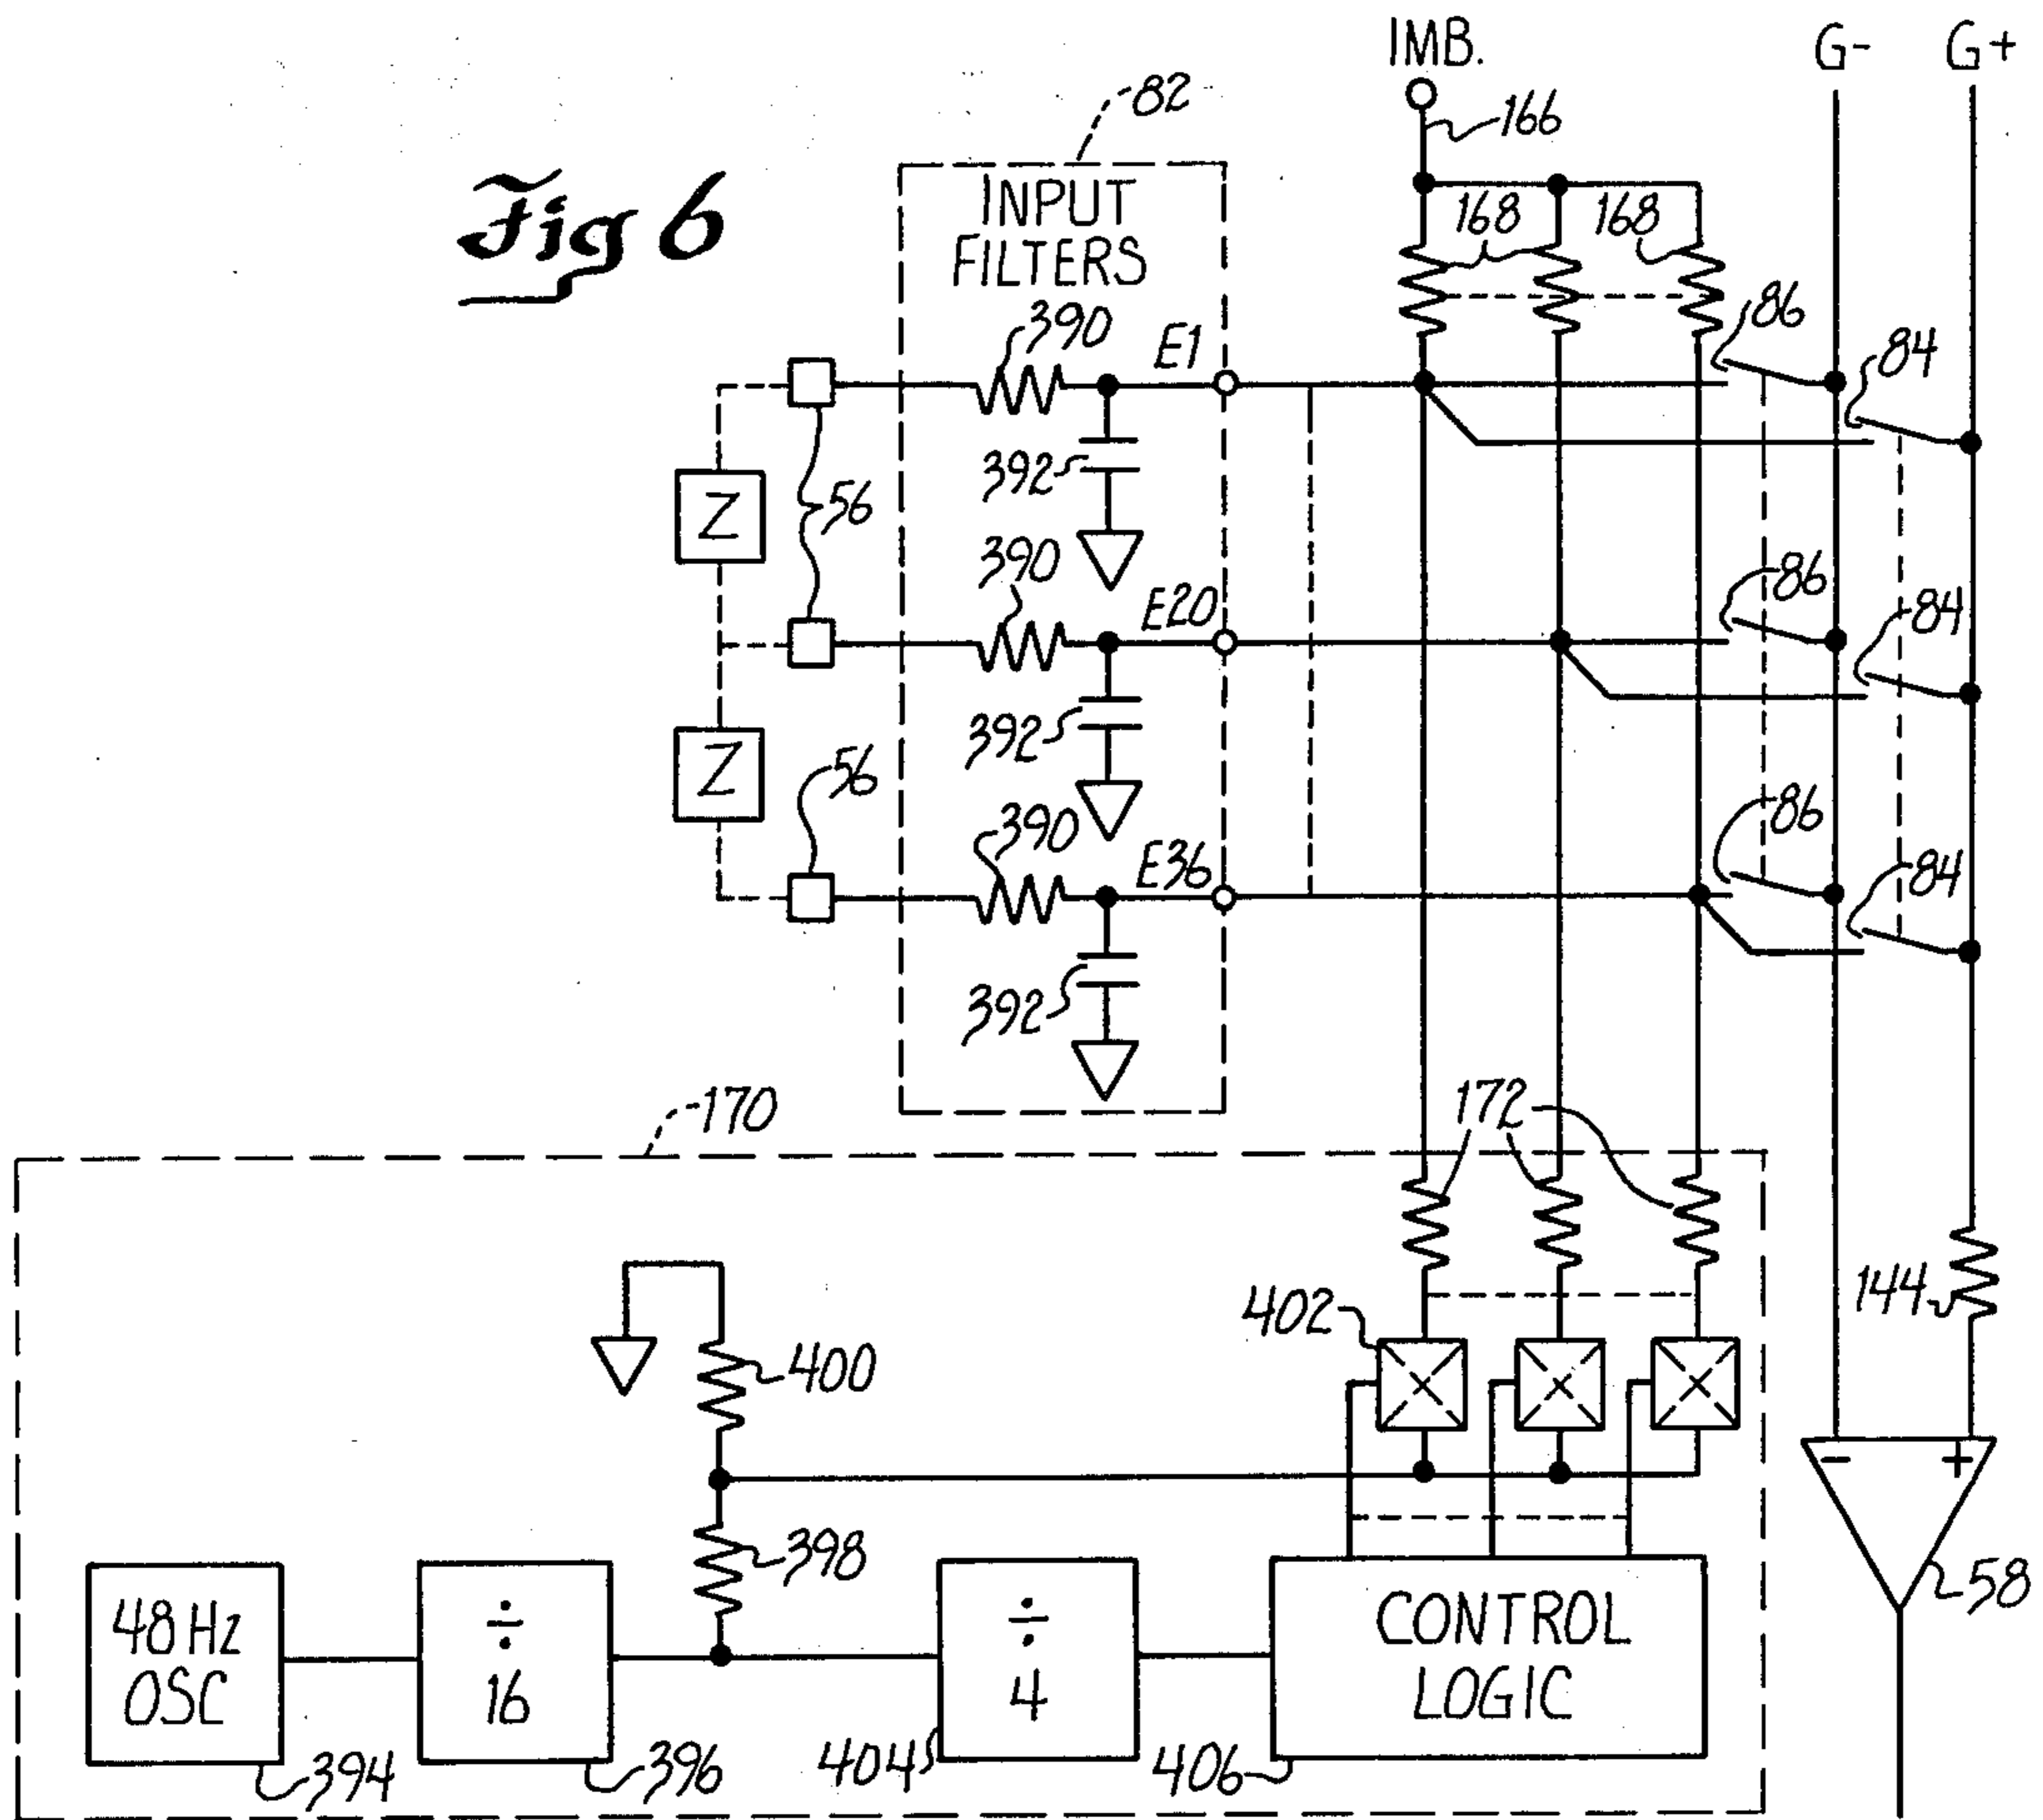 IMB.
G-
G+
82
166
Fig 6
INPUT
FILTERS
168
168
390
E1
86
84
392
56
390
E20
86
84
392
56
390
E36
86
84
392
170
172
144
402
400
398
58
48 Hz
OSC
÷
16
÷
4
CONTROL
LOGIC
394
396
404
406
-
+
Z
Z